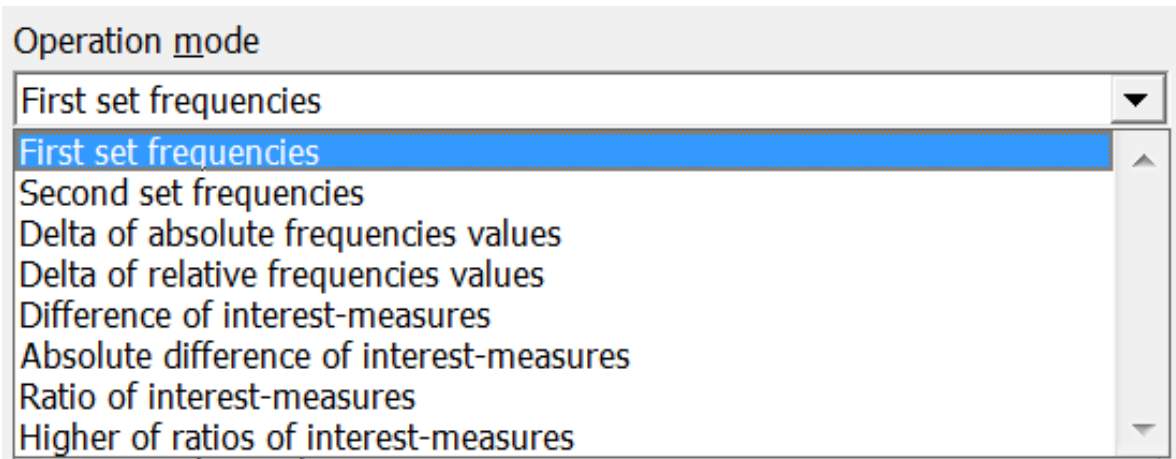 Operation mode
First set frequencies
First set frequencies
Second set frequencies
Delta of absolute frequencies values
Delta of relative frequencies values
Difference of interest-measures
Absolute difference of interest-measures
Ratio of interest-measures
Higher of ratios of interest-measures